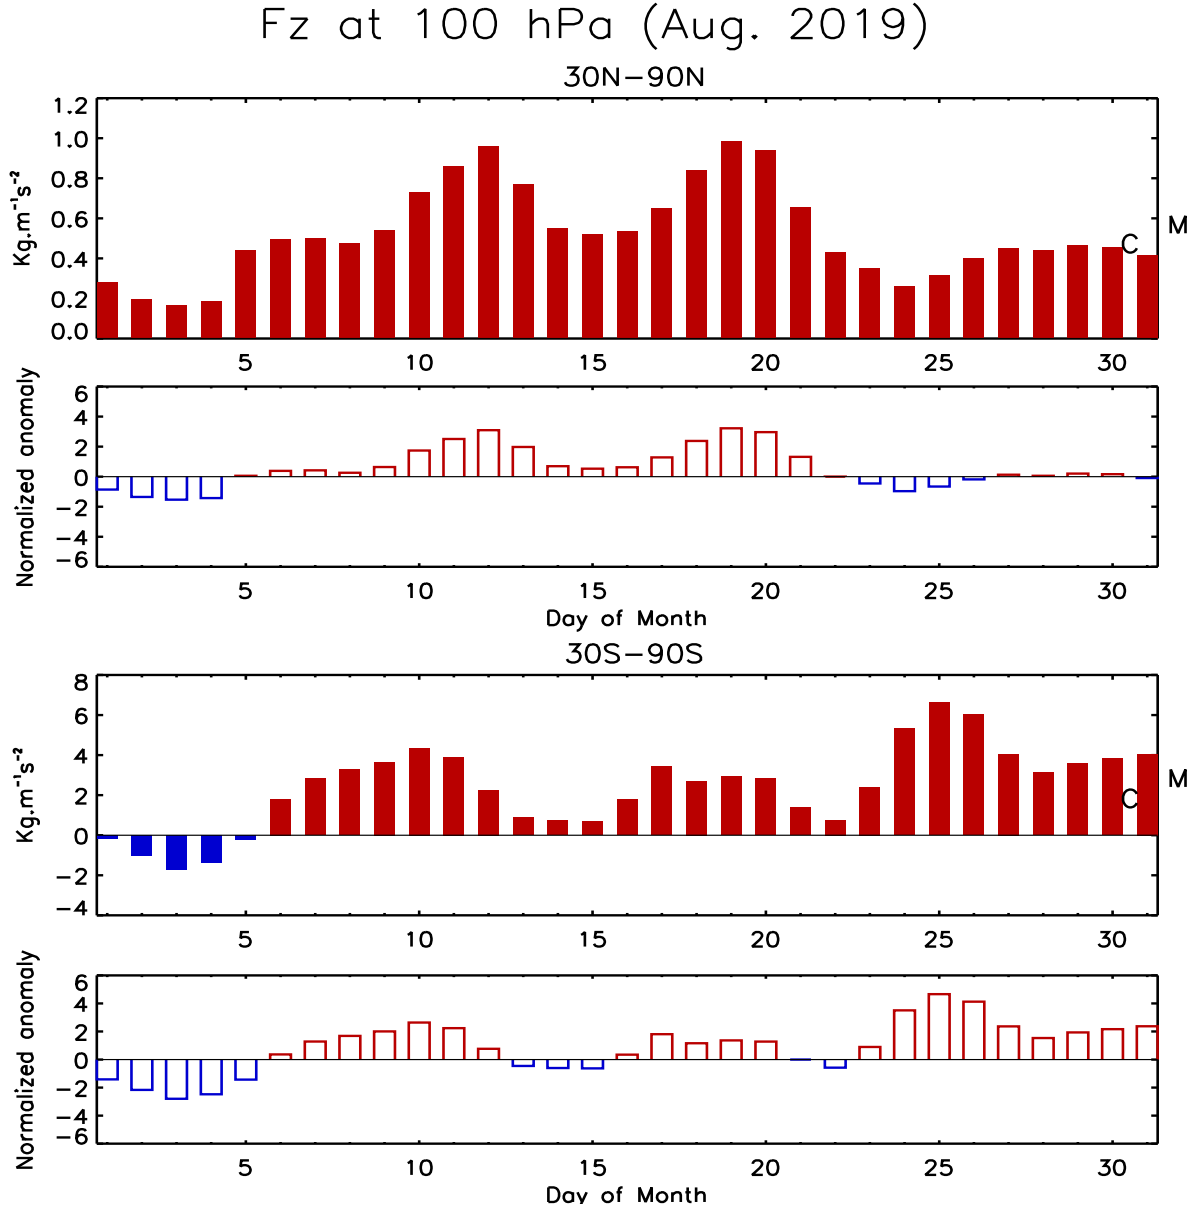 Fz at 100 hPa (Aug. 2019)
30N−90N
1.2
1.0
0.8
0.6
0.4
0.2
0.0
Kg.m⁻¹s⁻²
C
M
5 10 15 20 25 30
6
4
2
0
−2
−4
−6
Normalized anomaly
5 10 15 20 25 30
Day of Month
30S−90S
8
6
4
2
0
−2
−4
Kg.m⁻¹s⁻²
C
M
5 10 15 20 25 30
6
4
2
0
−2
−4
−6
Normalized anomaly
5 10 15 20 25 30
Day of Month